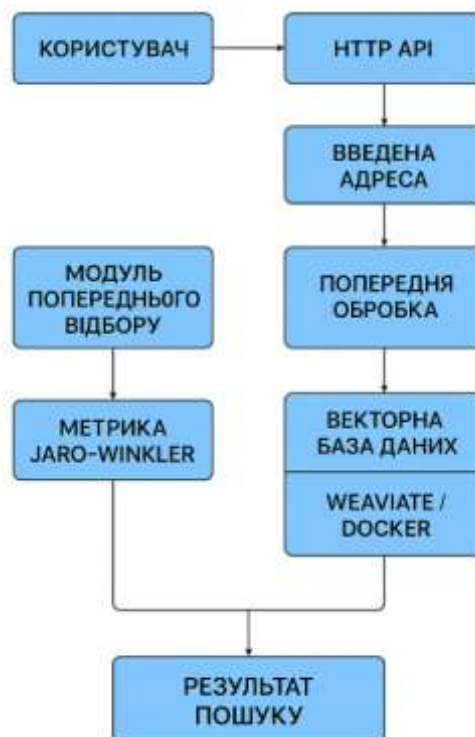 КОРИСТУВАЧ
HTTP API
ВВЕДЕНА
АДРЕСА
МОДУЛЬ
ПОПЕРЕДНЬОГО
ВІДБОРУ
ПОПЕРЕДНЯ
ОБРОБКА
МЕТРИКА
JARO-WINKLER
ВЕКТОРНА
БАЗА ДАНИХ
WEAVIATE /
DOCKER
РЕЗУЛЬТАТ
ПОШУКУ